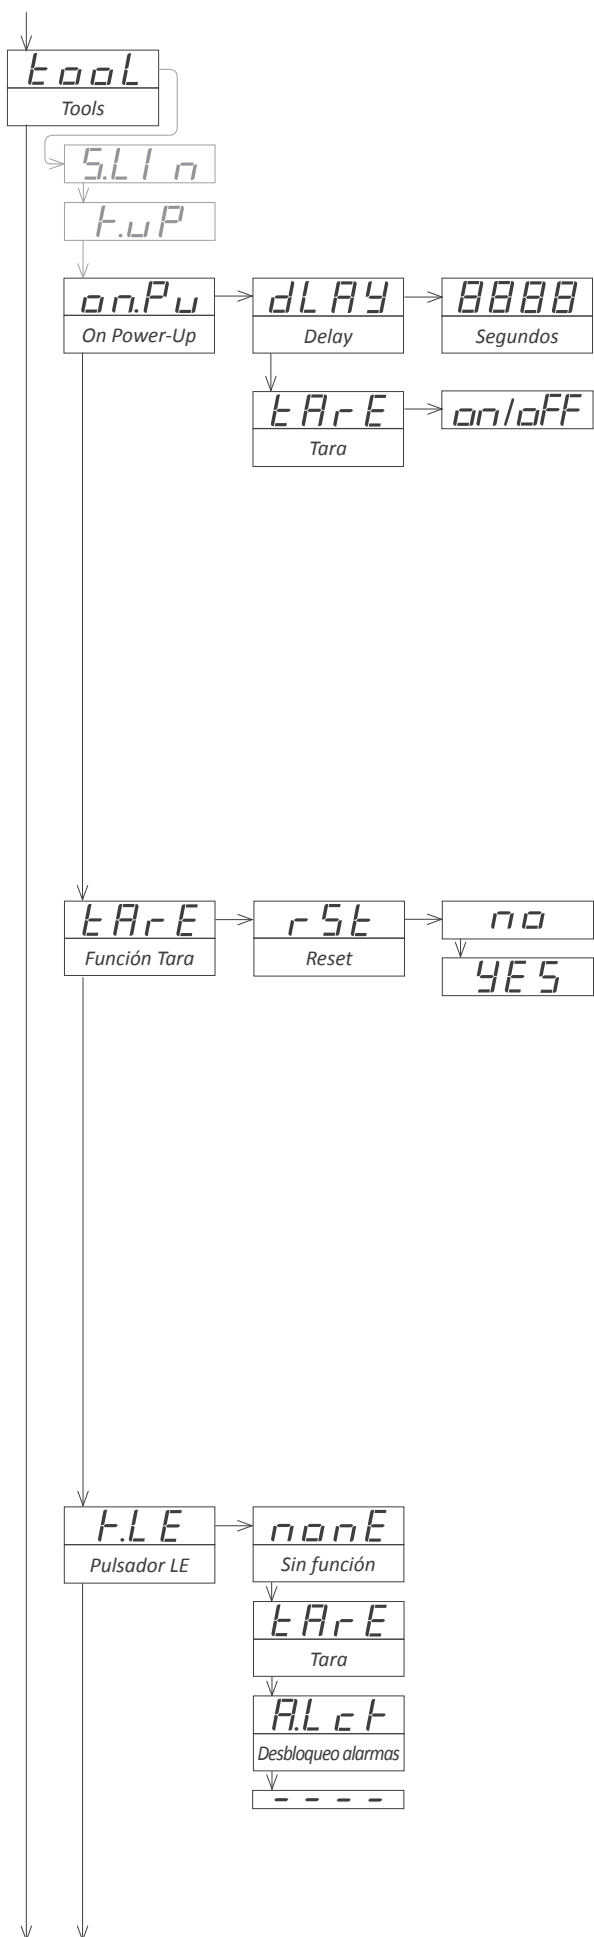 tooL
Tools
S.LIn
K.uP
on.Pu
On Power-Up
dLAY
Delay
8888
Segundos
tArE
Tara
on/oFF
tArE
Función Tara
rSt
Reset
no
YES
K.LE
Pulsador LE
nonE
Sin función
tArE
Tara
A.LcK
Desbloqueo alarmas
----